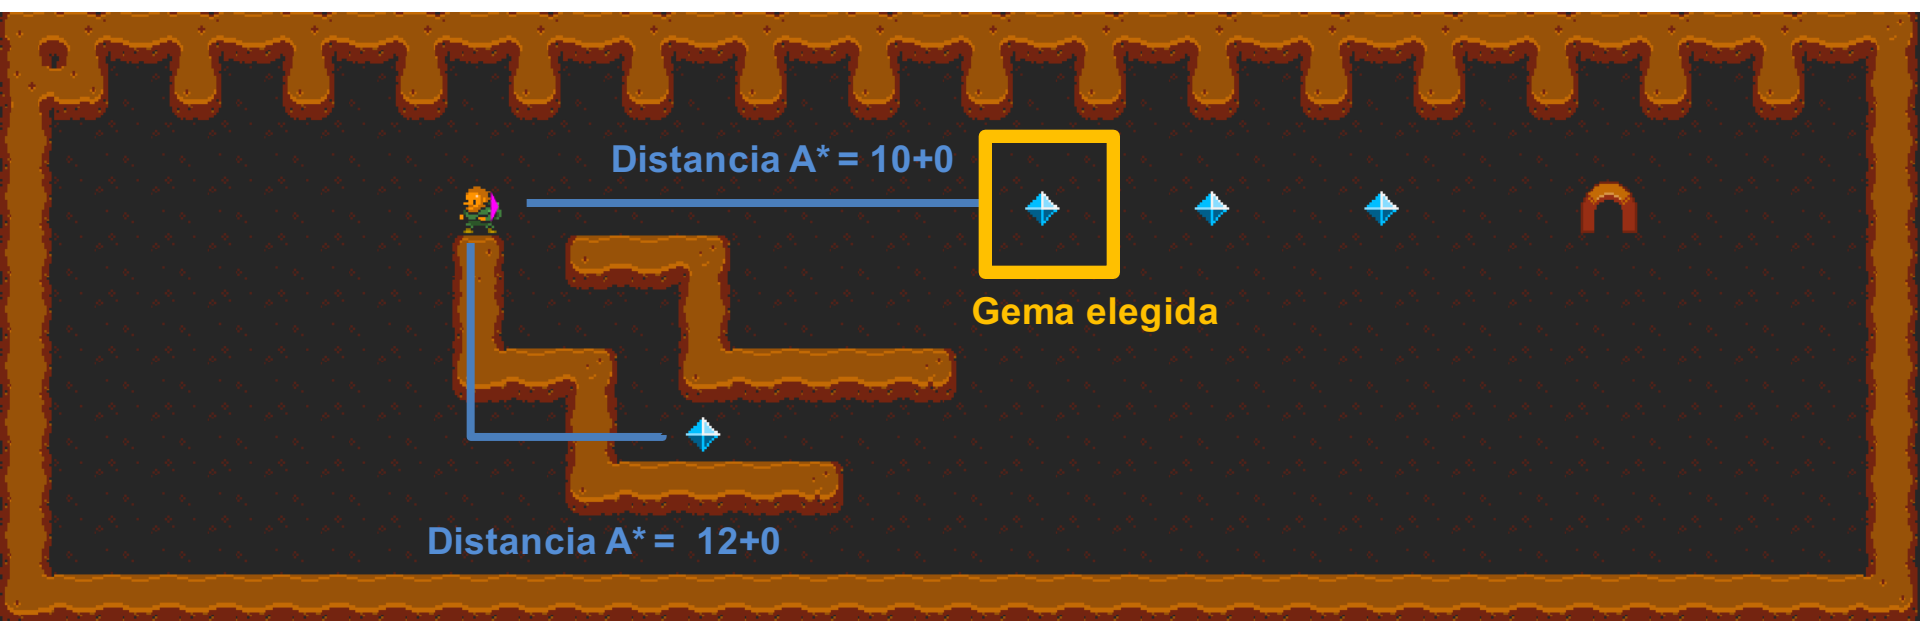 Distancia A* = 10+0
Gema elegida
Distancia A* = 12+0